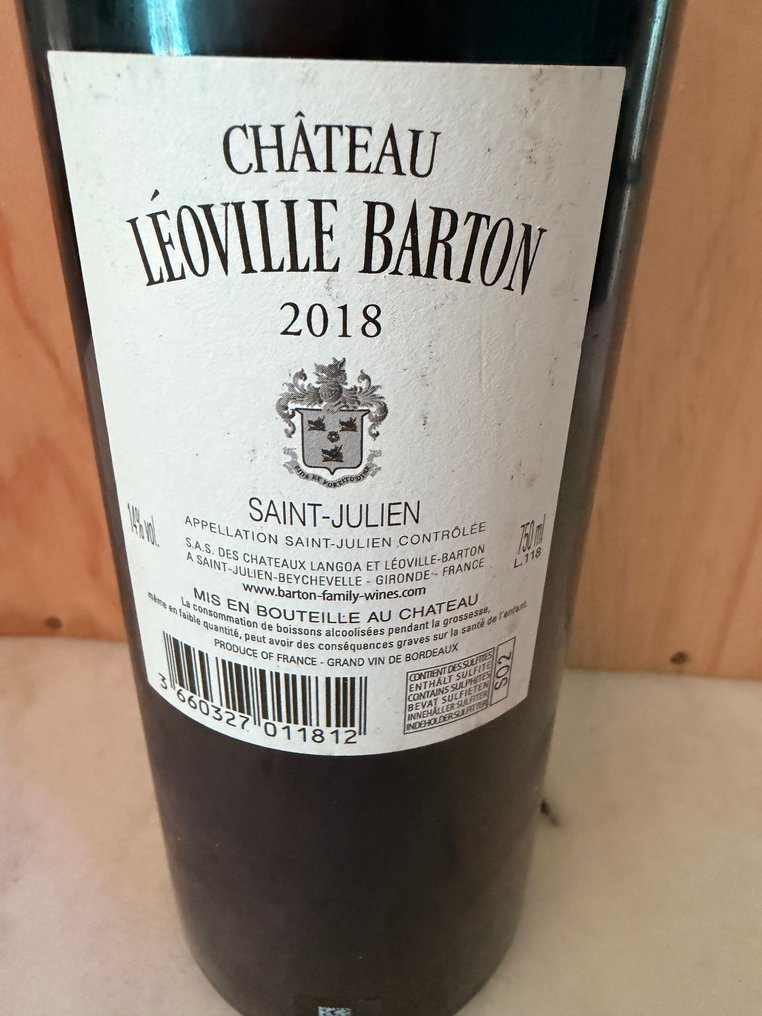 CHÂTEAU
LÉOVILLE BARTON
2018
SAINT-JULIEN
APPELLATION SAINT-JULIEN CONTRÔLÉE
14% vol.
750 ml
L.118
S.A.S. DES CHATEAUX LANGOA ET LÉOVILLE-BARTON
A SAINT-JULIEN-BEYCHEVELLE - GIRONDE - FRANCE
www.barton-family-wines.com
MIS EN BOUTEILLE AU CHATEAU
La consommation de boissons alcoolisées pendant la grossesse,
même en faible quantité, peut avoir des conséquences graves sur la santé de l'enfant.
PRODUCE OF FRANCE - GRAND VIN DE BORDEAUX
3 660327 011812
CONTIENT DES SULFITES
ENTHÄLT SULFITE
CONTAINS SULPHITES
BEVAT SULFIETEN
INNEHÅLLER SULFITER
INDEHOLDER SULFITTER
SO2